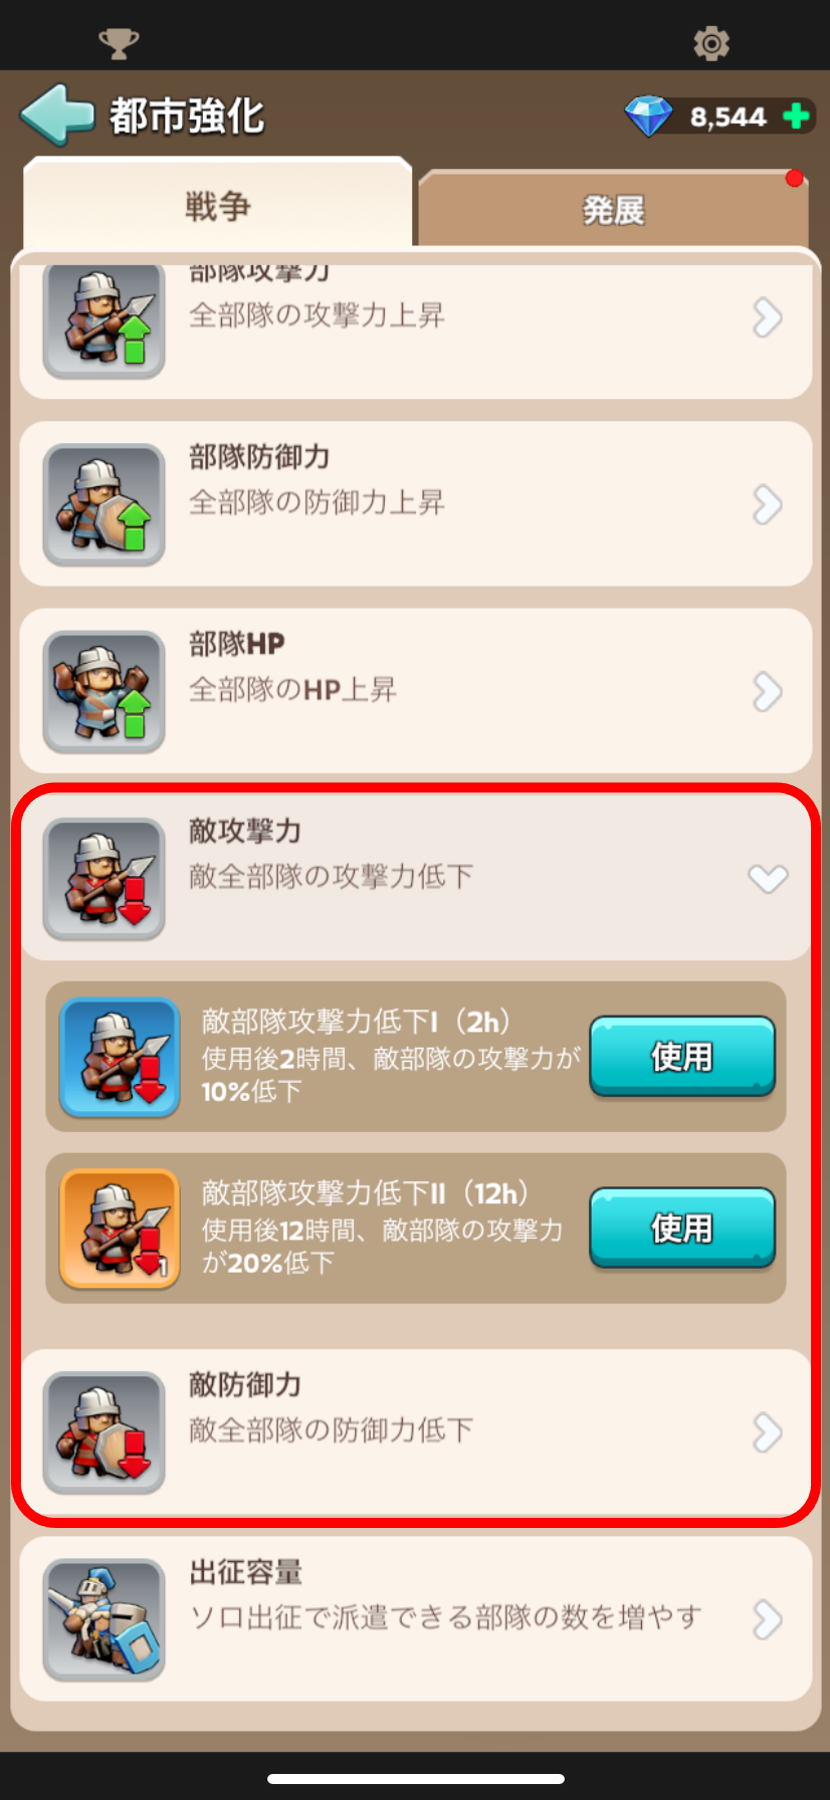 都市強化
8,544
戦争
発展
部隊攻撃力
全部隊の攻撃力上昇
部隊防御力
全部隊の防御力上昇
部隊HP
全部隊のHP上昇
敵攻撃力
敵全部隊の攻撃力低下
敵部隊攻撃力低下I（2h）
使用後2時間、敵部隊の攻撃力が
10%低下
使用
敵部隊攻撃力低下II（12h）
使用後12時間、敵部隊の攻撃力
が20%低下
1
使用
敵防御力
敵全部隊の防御力低下
出征容量
ソロ出征で派遣できる部隊の数を増やす